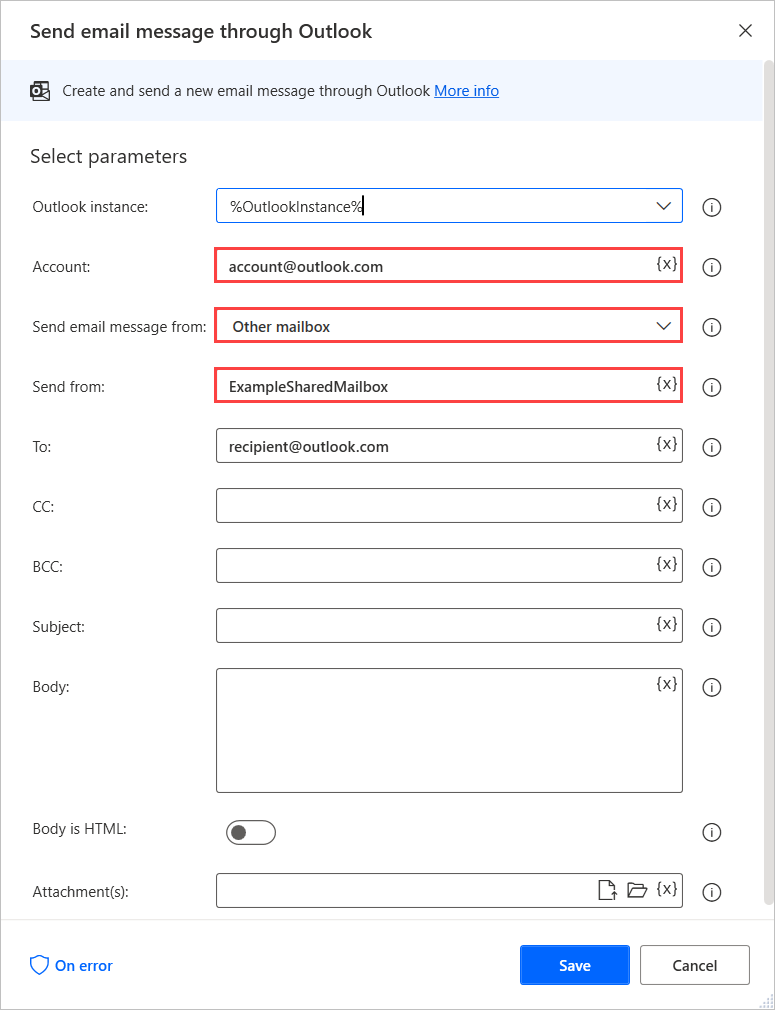 Send email message through Outlook
Create and send a new email message through Outlook More info
Select parameters
Outlook instance: %OutlookInstance%
Account: account@outlook.com {x}
Send email message from: Other mailbox
Send from: ExampleSharedMailbox {x}
To: recipient@outlook.com {x}
CC: {x}
BCC: {x}
Subject: {x}
Body: {x}
Body is HTML:
Attachment(s): {x}
On error Save Cancel